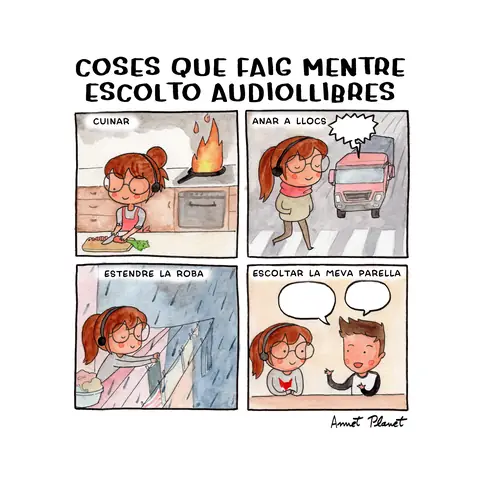 COSES QUE FAIG MENTRE
ESCOLTO AUDIOLLIBRES
CUINAR
ANAR A LLOCS
ESTENDRE LA ROBA
ESCOLTAR LA MEVA PARELLA
Annet Planet